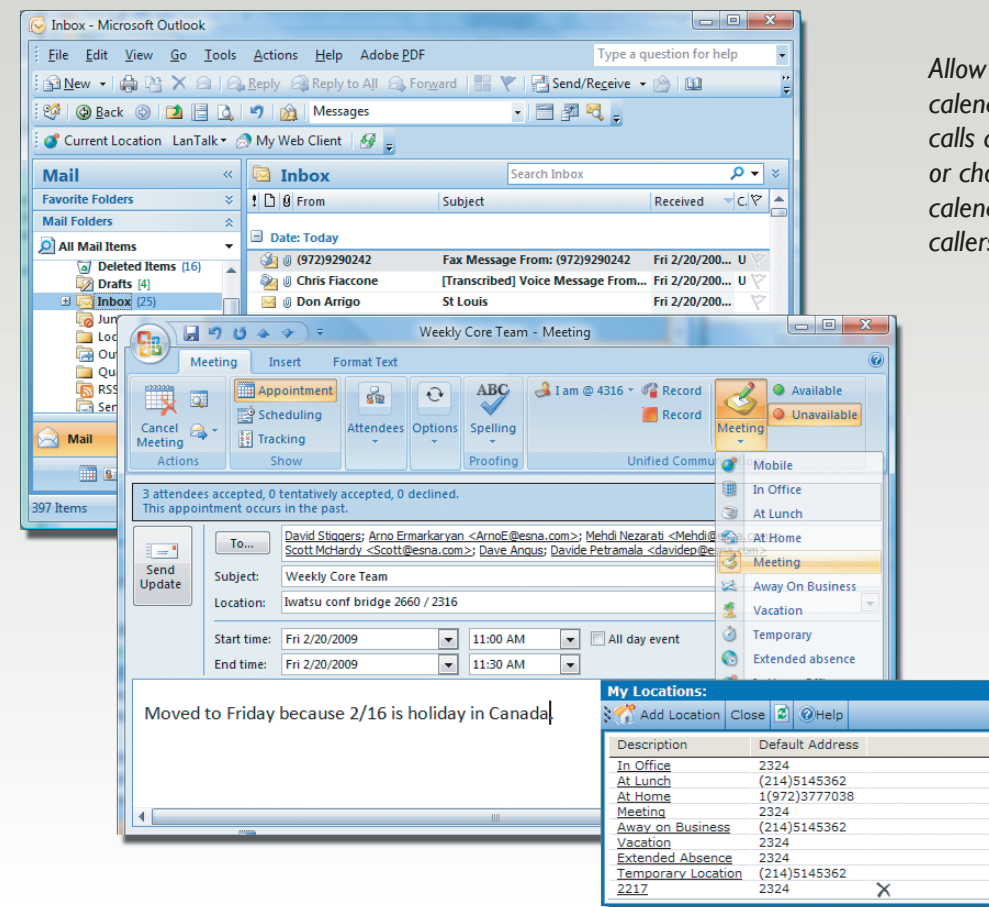 Inbox - Microsoft Outlook
File Edit View Go Tools Actions Help Adobe PDF Type a question for help
New Reply Reply to All Forward Send/Receive
Back Messages
Current Location LanTalk My Web Client
Mail
Favorite Folders
Mail Folders
All Mail Items
Deleted Items (16)
Drafts [4]
Inbox (25)
Mail
397 Items
Inbox Search Inbox
From Subject Received
Date: Today
(972)9290242 Fax Message From: (972)9290242 Fri 2/20/200... U
Chris Fiaccone [Transcribed] Voice Message From... Fri 2/20/200... U
Don Arrigo St Louis Fri 2/20/200...
Allow
calls
Weekly Core Team - Meeting
Meeting Insert Format Text
Cancel Meeting
Actions
Appointment
Scheduling
Tracking
Show
Attendees
Options
ABC
Spelling
Proofing
I am @ 4316 Record
Record
Meeting
Available
Unavailable
Mobile
In Office
At Lunch
At Home
Meeting
Away On Business
Vacation
Temporary
Extended absence
3 attendees accepted, 0 tentatively accepted, 0 declined.
This appointment occurs in the past.
Send Update
To...
David Stiggers; Arno Ermarkaryan <ArnoE@esna.com>; Mehdi Nezarati <Mehdi@
Scott McHardy <Scott@esna.com>; Dave Angus; Davide Petramala <davidep@e
Subject: Weekly Core Team
Location: Iwatsu conf bridge 2660 / 2316
Start time: Fri 2/20/2009 11:00 AM All day event
End time: Fri 2/20/2009 11:30 AM
Moved to Friday because 2/16 is holiday in Canada.
My Locations:
Add Location Close Help
Description Default Address
In Office 2324
At Lunch (214)5145362
At Home 1(972)3777038
Meeting 2324
Away on Business (214)5145362
Vacation 2324
Extended Absence 2324
Temporary Location (214)5145362
2217 2324